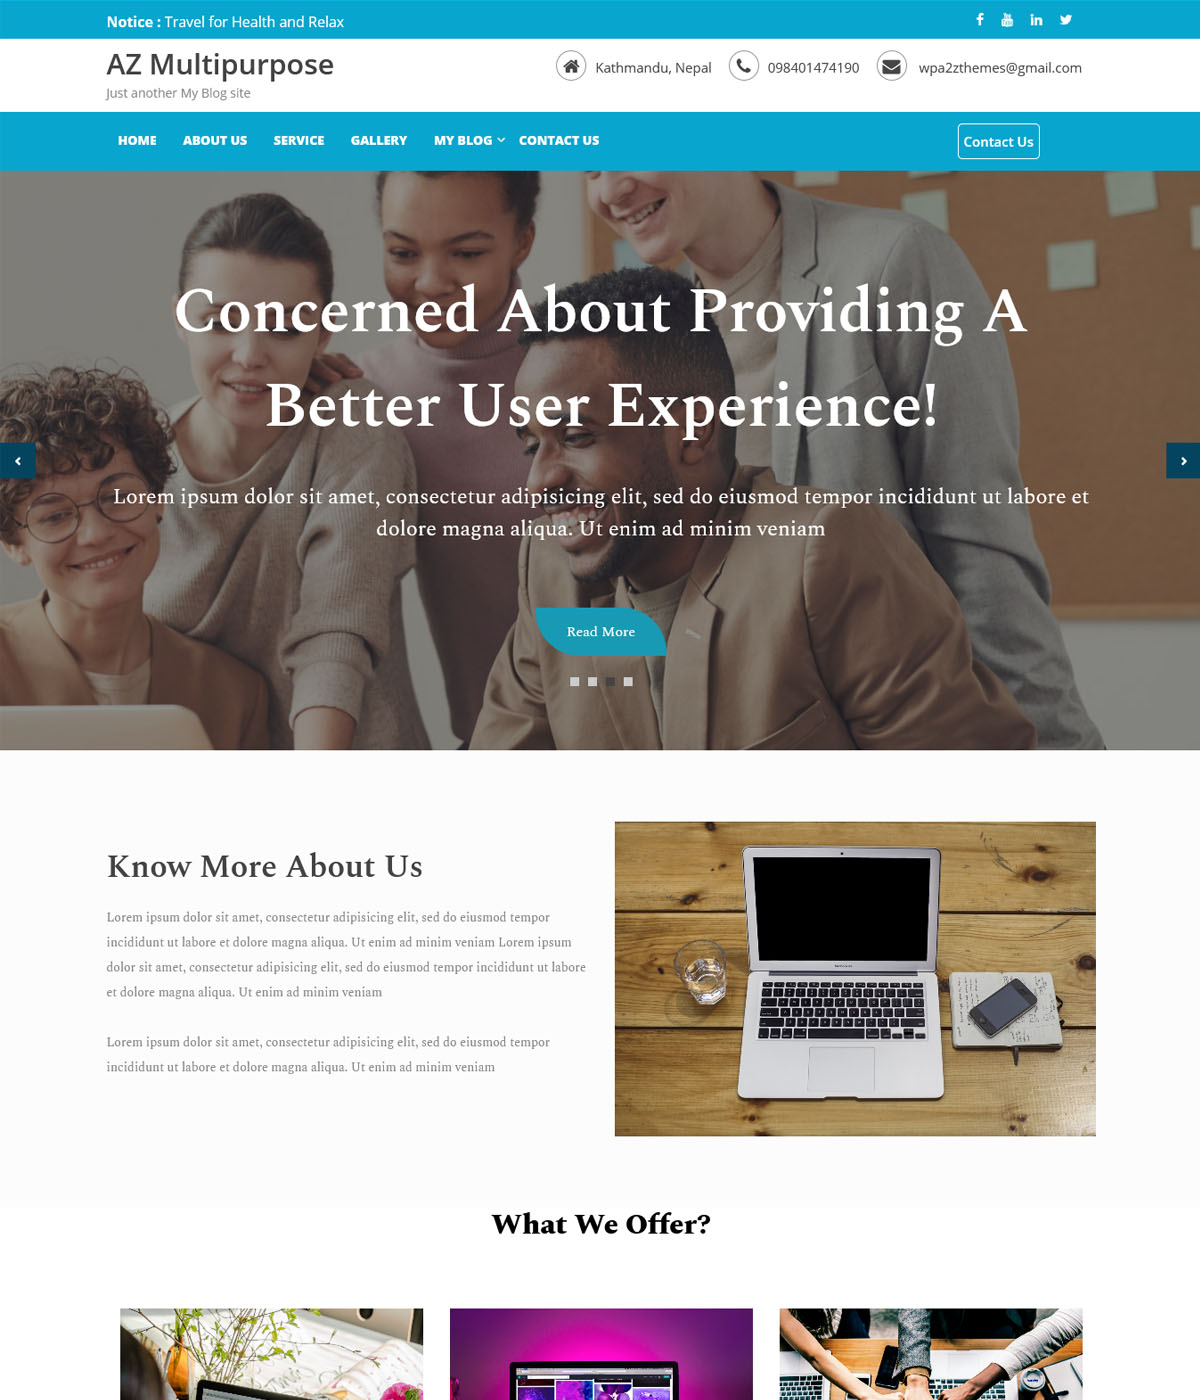 Notice : Travel for Health and Relax
AZ Multipurpose
Just another My Blog site
Kathmandu, Nepal
098401474190
wpa2zthemes@gmail.com
HOME ABOUT US SERVICE GALLERY MY BLOG CONTACT US
Contact Us
Concerned About Providing A
Better User Experience!
Lorem ipsum dolor sit amet, consectetur adipisicing elit, sed do eiusmod tempor incididunt ut labore et
dolore magna aliqua. Ut enim ad minim veniam
Read More
Know More About Us
Lorem ipsum dolor sit amet, consectetur adipisicing elit, sed do eiusmod tempor
incididunt ut labore et dolore magna aliqua. Ut enim ad minim veniam Lorem ipsum
dolor sit amet, consectetur adipisicing elit, sed do eiusmod tempor incididunt ut labore
et dolore magna aliqua. Ut enim ad minim veniam
Lorem ipsum dolor sit amet, consectetur adipisicing elit, sed do eiusmod tempor
incididunt ut labore et dolore magna aliqua. Ut enim ad minim veniam
What We Offer?